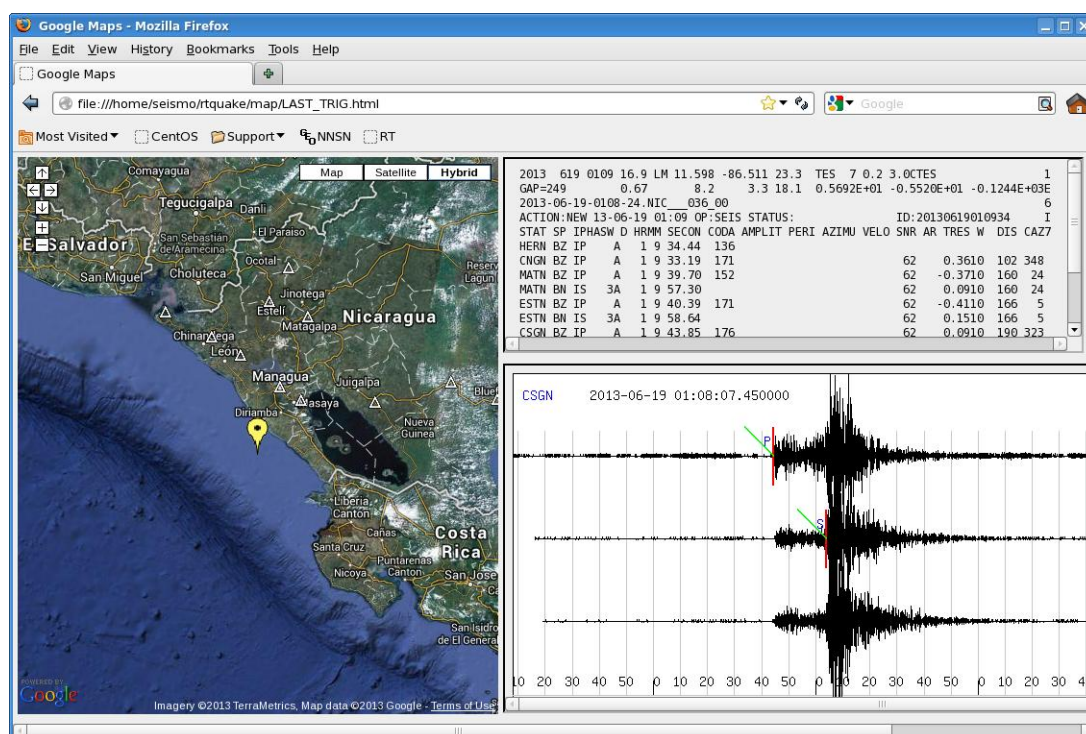 Google Maps - Mozilla Firefox
File Edit View History Bookmarks Tools Help
Google Maps
file:///home/seismo/rtquake/map/LAST_TRIG.html
Google
Most Visited CentOS Support NNSN RT
Map Satellite Hybrid
Comayagua
Tegucigalpa
Danli
El Paraiso
El Salvador
San Sebastián de Aramecina
San Miguel
Choluteca
Ocotal
Reserv
Lagun
Jinotega
Estelí
Matagalpa
Nicaragua
Chinandega
León
Managua
Juigalpa
Blue
Masaya
Diriamba
Nueva Guinea
Liberia Canton
Cañas
Costa Rica
Santa Cruz
Puntarenas Canton
Nicoya
San Jose
Ca
San Isidro de El General
POWERED BY
Google
Imagery ©2013 TerraMetrics, Map data ©2013 Google - Terms of Use
2013 619 0109 16.9 LM 11.598 -86.511 23.3 TES 7 0.2 3.0CTES 1
GAP=249 0.67 8.2 3.3 18.1 0.5692E+01 -0.5520E+01 -0.1244E+03E
2013-06-19-0108-24.NIC___036_00 6
ACTION:NEW 13-06-19 01:09 OP:SEIS STATUS: ID:20130619010934 I
STAT SP IPHASW D HRMM SECON CODA AMPLIT PERI AZIMU VELO SNR AR TRES W DIS CAZ7
HERN BZ IP A 1 9 34.44 136
CNGN BZ IP A 1 9 33.19 171 62 0.3610 102 348
MATN BZ IP A 1 9 39.70 152 62 -0.3710 160 24
MATN BN IS 3A 1 9 57.30 62 0.0910 160 24
ESTN BZ IP A 1 9 40.39 171 62 -0.4110 166 5
ESTN BN IS 3A 1 9 58.64 62 0.1510 166 5
CSGN BZ IP A 1 9 43.85 176 62 0.0910 190 323
CSGN 2013-06-19 01:08:07.450000
P
S
10 20 30 40 50 0 10 20 30 40 50 0 10 20 30 40 50 0 10 20 30 4